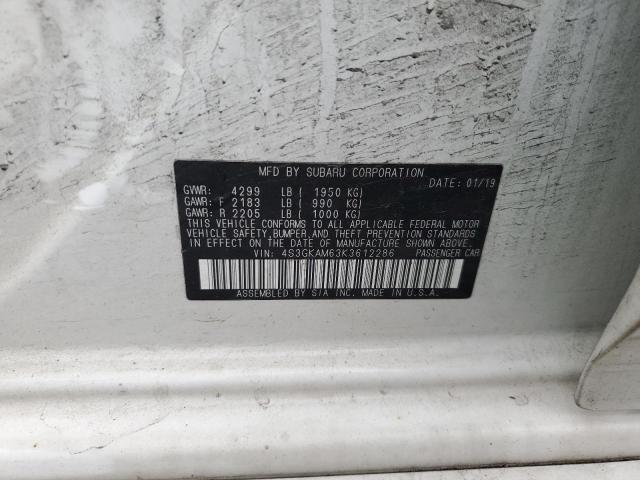 MFD BY SUBARU CORPORATION
DATE: 01/19
GVWR: 4299 LB ( 1950 KG)
GAWR: F 2183 LB ( 990 KG)
GAWR: R 2205 LB ( 1000 KG)
THIS VEHICLE CONFORMS TO ALL APPLICABLE FEDERAL MOTOR
VEHICLE SAFETY, BUMPER, AND THEFT PREVENTION STANDARDS
IN EFFECT ON THE DATE OF MANUFACTURE SHOWN ABOVE.
VIN: 4S3GKAM63K3612286 PASSENGER CAR
ASSEMBLED BY SIA INC. MADE IN U.S.A.